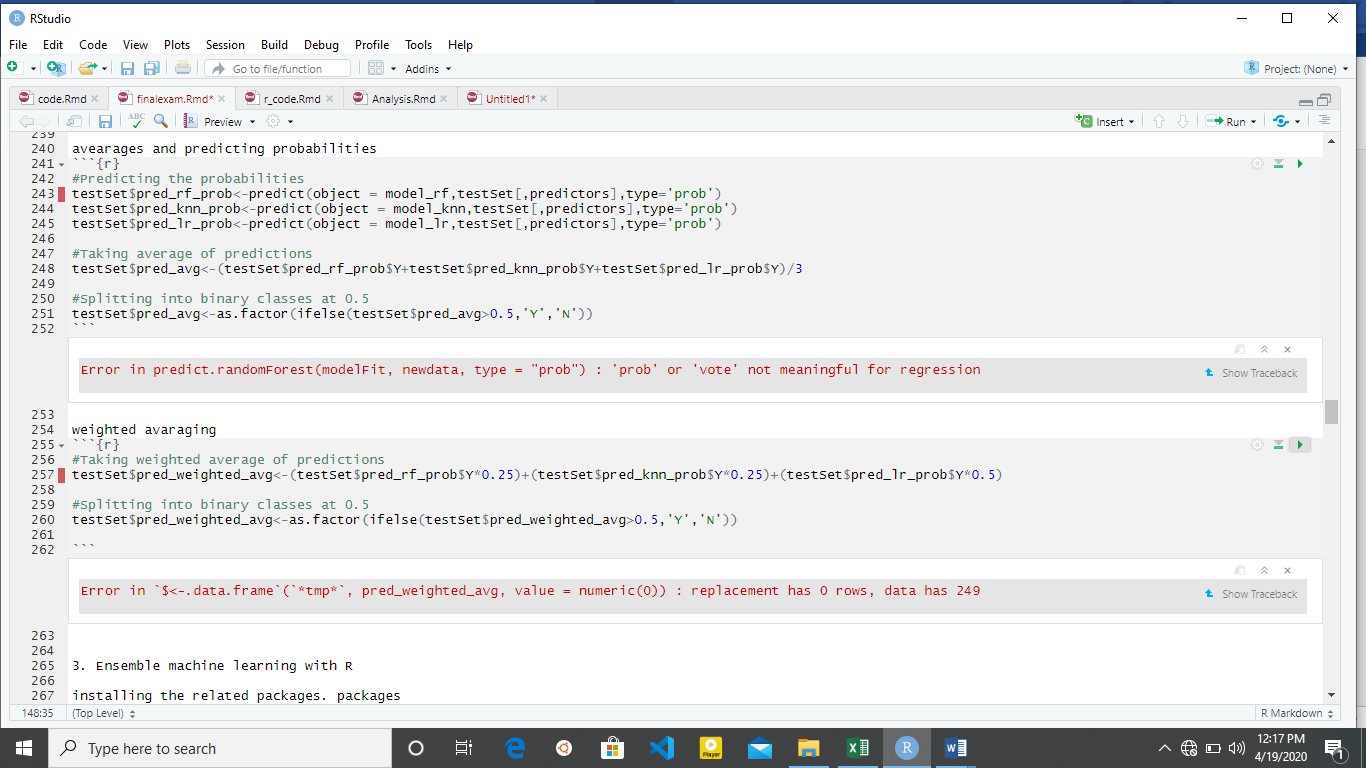 RStudio
File Edit Code View Plots Session Build Debug Profile Tools Help
Go to file/function Addins Project: (None)
code.Rmd finalexam.Rmd* r_code.Rmd Analysis.Rmd Untitled1*
ABC Preview Insert Run
239
240 avearages and predicting probabilities
241 ```{r}
242 #Predicting the probabilities
243 testSet$pred_rf_prob<-predict(object = model_rf,testSet[,predictors],type='prob')
244 testSet$pred_knn_prob<-predict(object = model_knn,testSet[,predictors],type='prob')
245 testSet$pred_lr_prob<-predict(object = model_lr,testSet[,predictors],type='prob')
246
247 #Taking average of predictions
248 testSet$pred_avg<-(testSet$pred_rf_prob$Y+testSet$pred_knn_prob$Y+testSet$pred_lr_prob$Y)/3
249
250 #Splitting into binary classes at 0.5
251 testSet$pred_avg<-as.factor(ifelse(testSet$pred_avg>0.5,'Y','N'))
252 ```
Error in predict.randomForest(modelFit, newdata, type = "prob") : 'prob' or 'vote' not meaningful for regression
Show Traceback
253
254 weighted avaraging
255 ```{r}
256 #Taking weighted average of predictions
257 testSet$pred_weighted_avg<-(testSet$pred_rf_prob$Y*0.25)+(testSet$pred_knn_prob$Y*0.25)+(testSet$pred_lr_prob$Y*0.5)
258
259 #Splitting into binary classes at 0.5
260 testSet$pred_weighted_avg<-as.factor(ifelse(testSet$pred_weighted_avg>0.5,'Y','N'))
261
262 ```
Error in `$<-.data.frame`(`*tmp*`, pred_weighted_avg, value = numeric(0)) : replacement has 0 rows, data has 249
Show Traceback
263
264
265 3. Ensemble machine learning with R
266
267 installing the related packages. packages
148:35 (Top Level) R Markdown
Type here to search
Player
12:17 PM
4/19/2020
1